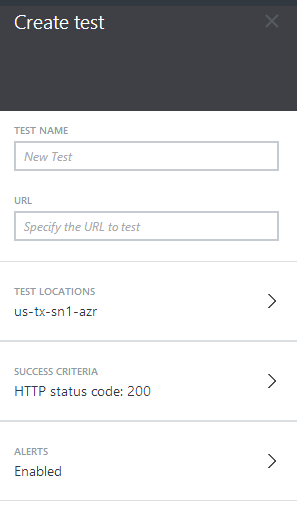 Create test
TEST NAME
New Test
URL
Specify the URL to test
TEST LOCATIONS
us-tx-sn1-azr
SUCCESS CRITERIA
HTTP status code: 200
ALERTS
Enabled